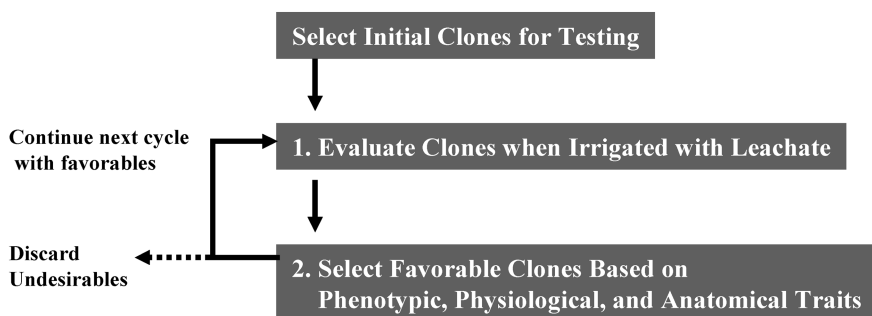 Select Initial Clones for Testing
Continue next cycle
with favorables
1. Evaluate Clones when Irrigated with Leachate
Discard
Undesirables
2. Select Favorable Clones Based on
Phenotypic, Physiological, and Anatomical Traits